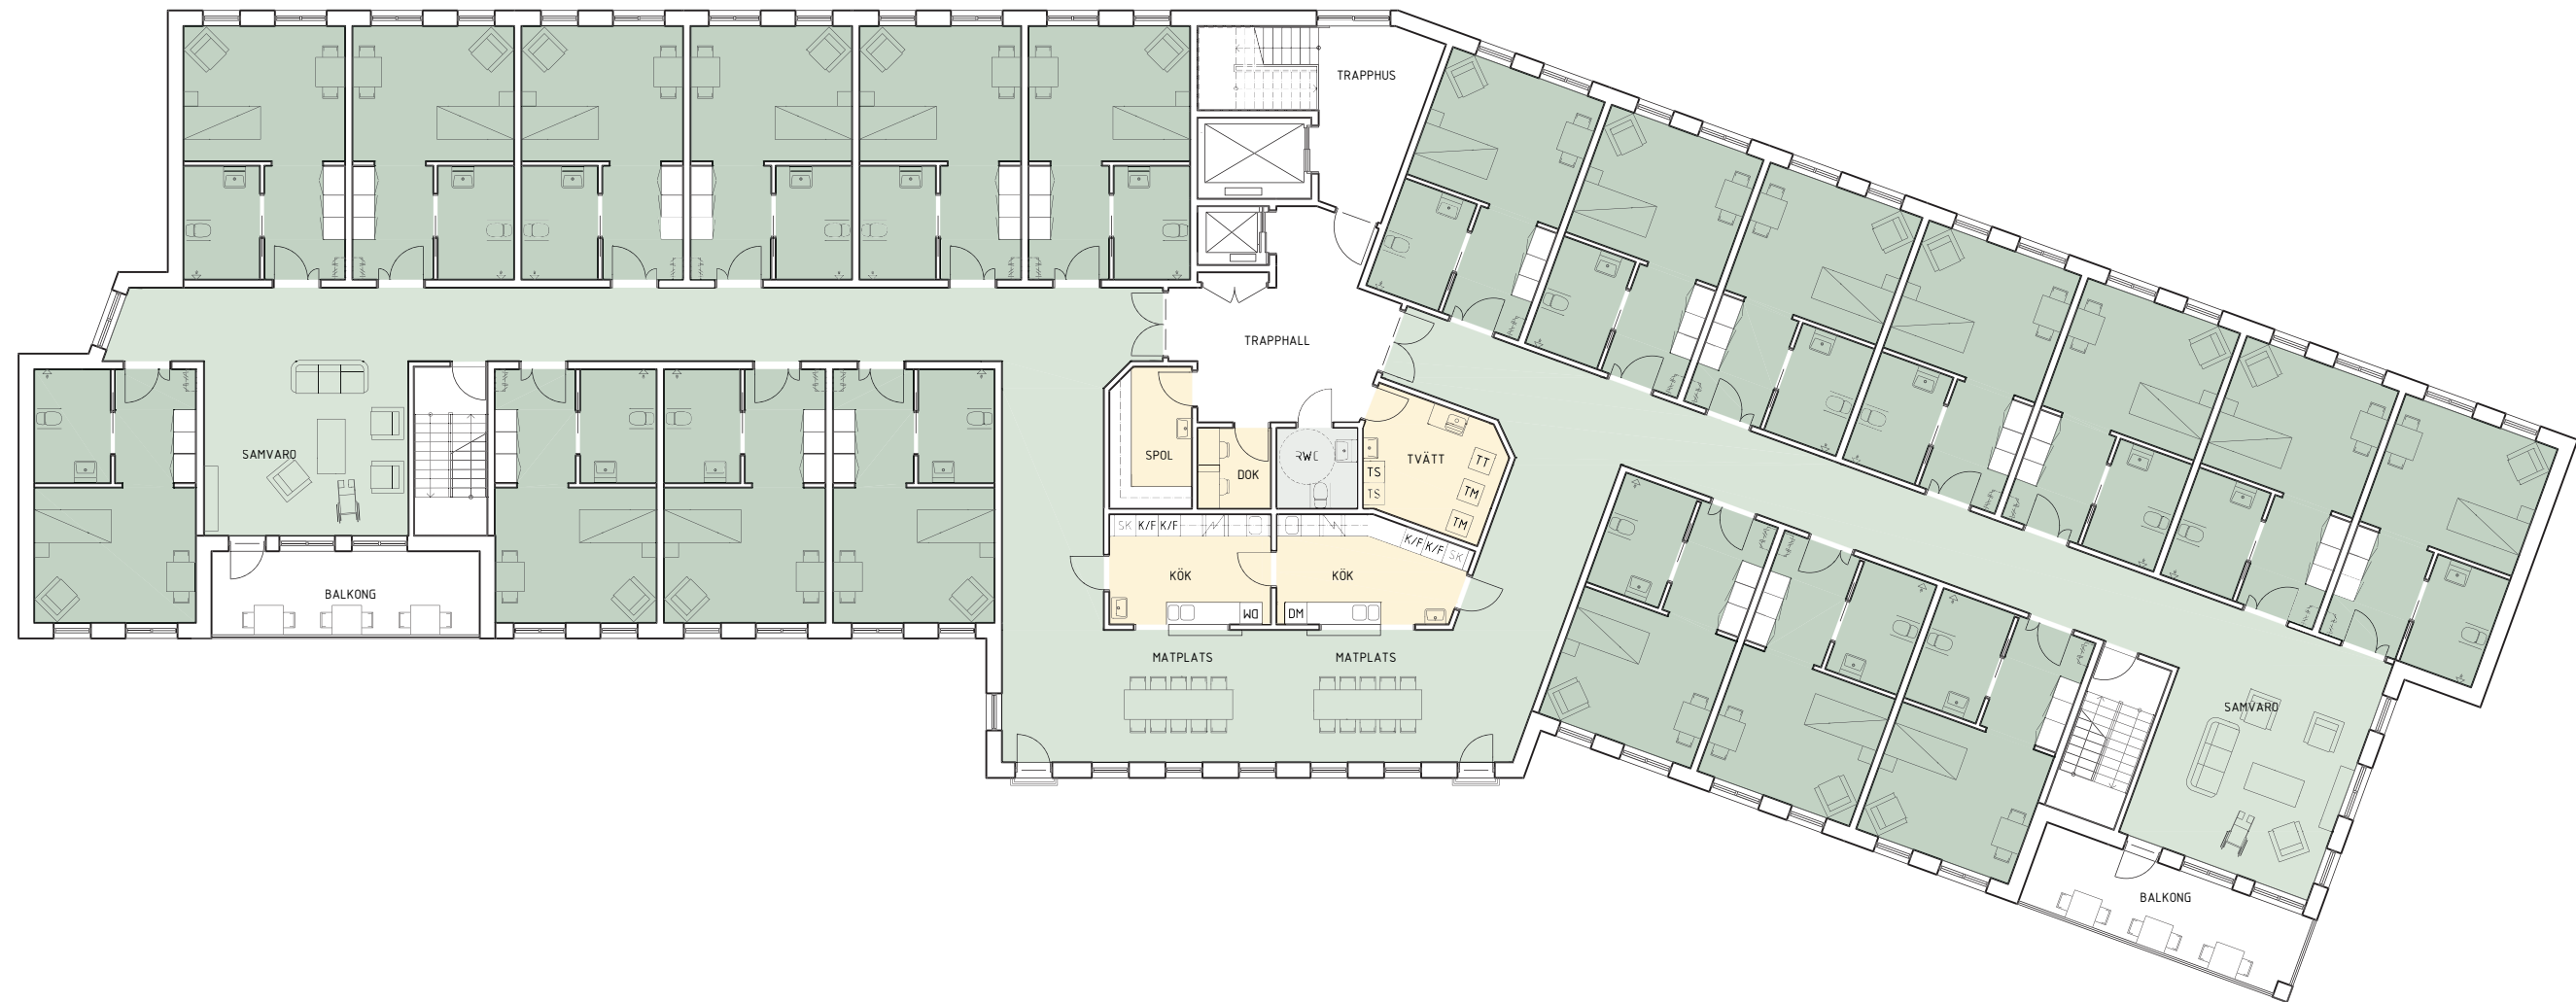 TRAPPHUS
TRAPPHALL
SAMVARO
SPOL
DOK
RWC
TVÄTT
TT
TS
TS
TM
TM
SK K/F K/F
K/F K/F SK
KÖK
KÖK
BALKONG
DM
DM
MATPLATS
MATPLATS
SAMVARO
BALKONG